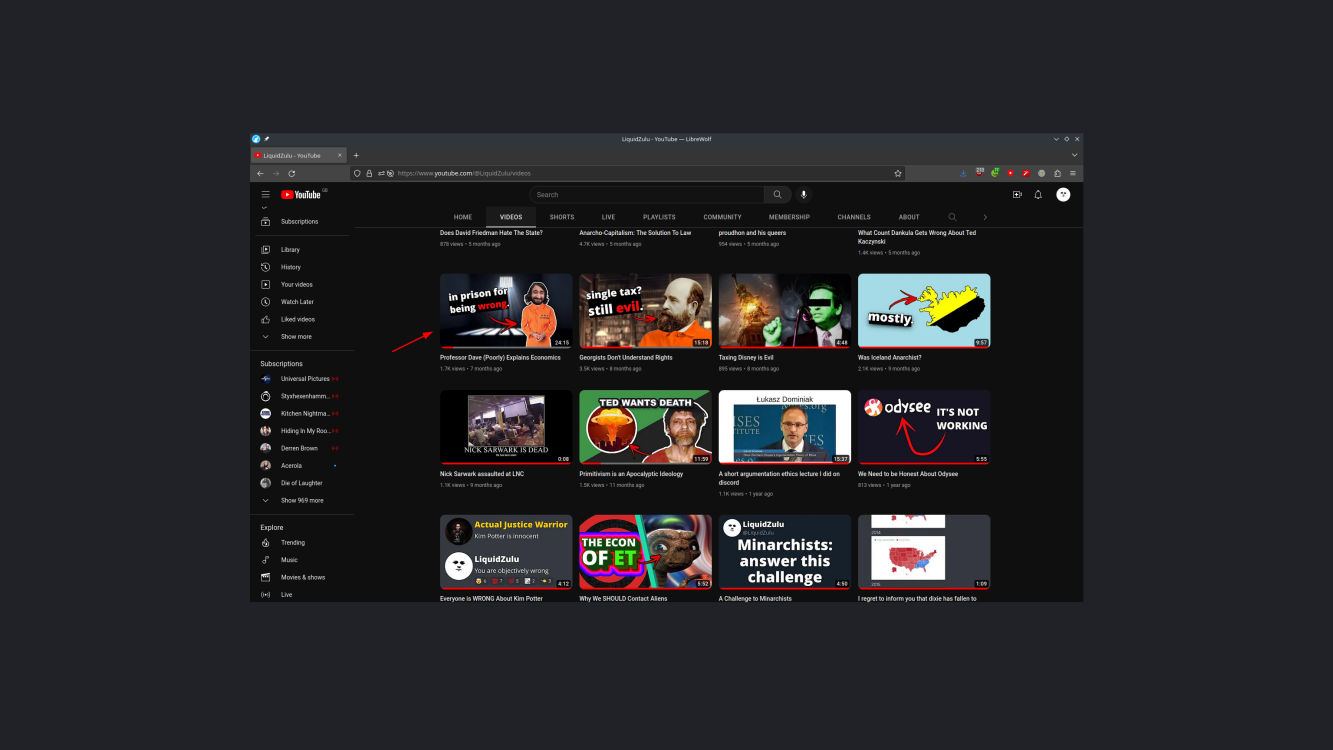 LiquidZulu - YouTube — LibreWolf
LiquidZulu - YouTube
https://www.youtube.com/@LiquidZulu/videos
YouTube GB
Search
HOME VIDEOS SHORTS LIVE PLAYLISTS COMMUNITY MEMBERSHIP CHANNELS ABOUT
Subscriptions
Library
History
Your videos
Watch Later
Liked videos
Show more
Subscriptions
Universal Pictures
Styxhexenhamm...
Kitchen Nightma...
Hiding In My Roo...
Derren Brown
Acerola
Die of Laughter
Show 969 more
Explore
Trending
Music
Movies & shows
Live
Does David Friedman Hate The State?
878 views • 5 months ago
Anarcho-Capitalism: The Solution To Law
4.7K views • 5 months ago
proudhon and his queers
954 views • 5 months ago
What Count Dankula Gets Wrong About Ted
Kaczynski
1.4K views • 5 months ago
in prison for
being wrong.
24:15
Professor Dave (Poorly) Explains Economics
1.7K views • 7 months ago
single tax?
still evil.
15:18
Georgists Don't Understand Rights
3.5K views • 8 months ago
4:48
Taxing Disney is Evil
895 views • 8 months ago
mostly.
9:57
Was Iceland Anarchist?
2.1K views • 9 months ago
NICK SARWARK IS DEAD
0:08
Nick Sarwark assaulted at LNC
1.1K views • 9 months ago
TED WANTS DEATH
11:59
Primitivism is an Apocalyptic Ideology
1.5K views • 11 months ago
Łukasz Dominiak
15:37
A short argumentation ethics lecture I did on
discord
1.1K views • 1 year ago
odysee
IT'S NOT
WORKING
5:55
We Need to be Honest About Odysee
813 views • 1 year ago
Actual Justice Warrior
Kim Potter is innocent
LiquidZulu
You are objectively wrong
4:12
Everyone is WRONG About Kim Potter
THE ECON
OF ET
5:52
Why We SHOULD Contact Aliens
LiquidZulu
@LiquidZulu
Minarchists:
answer this
challenge
4:50
A Challenge to Minarchists
1:09
I regret to inform you that dixie has fallen to